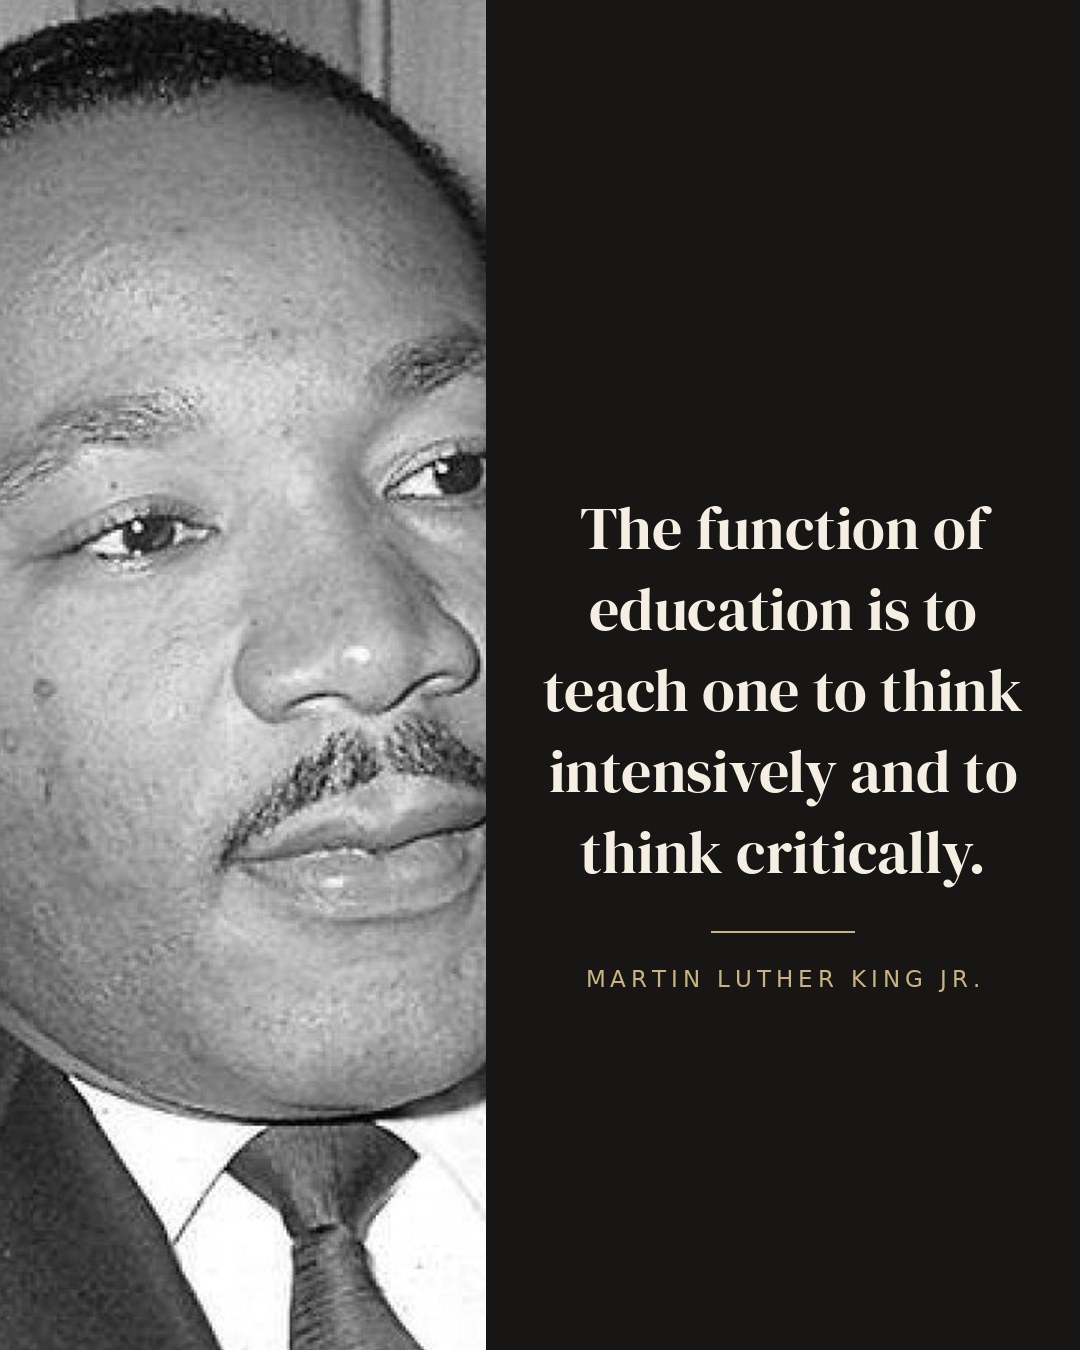 The function of
education is to
teach one to think
intensively and to
think critically.
MARTIN LUTHER KING JR.